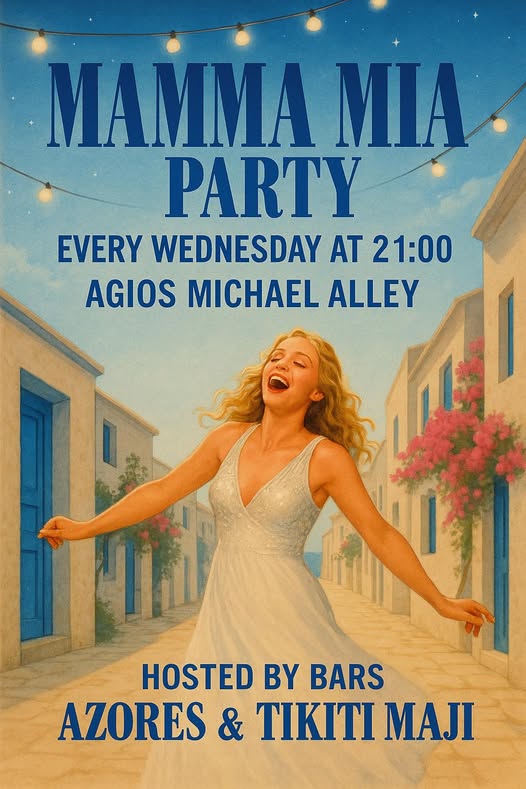 MAMMA MIA
PARTY
EVERY WEDNESDAY AT 21:00
AGIOS MICHAEL ALLEY
HOSTED BY BARS
AZORES & TIKITI MAJI